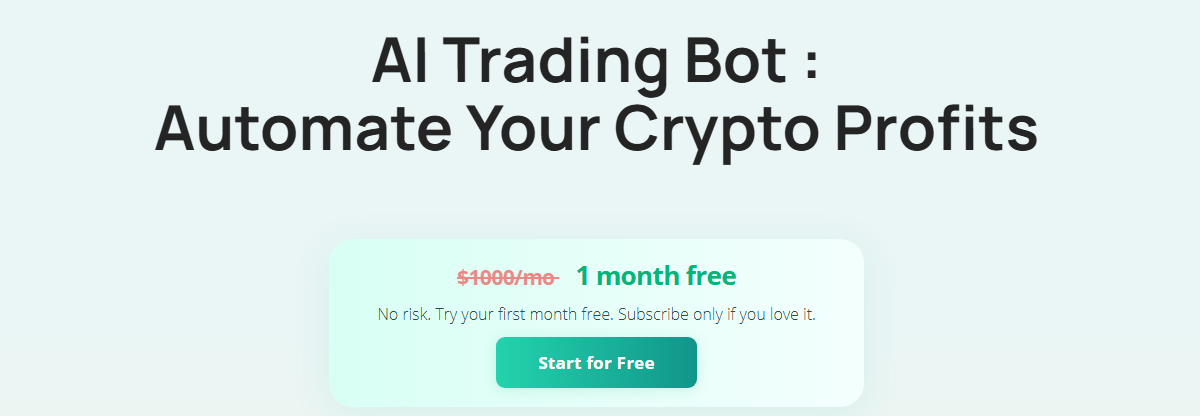 AI Trading Bot :
Automate Your Crypto Profits
$1000/mo 1 month free
No risk. Try your first month free. Subscribe only if you love it.
Start for Free